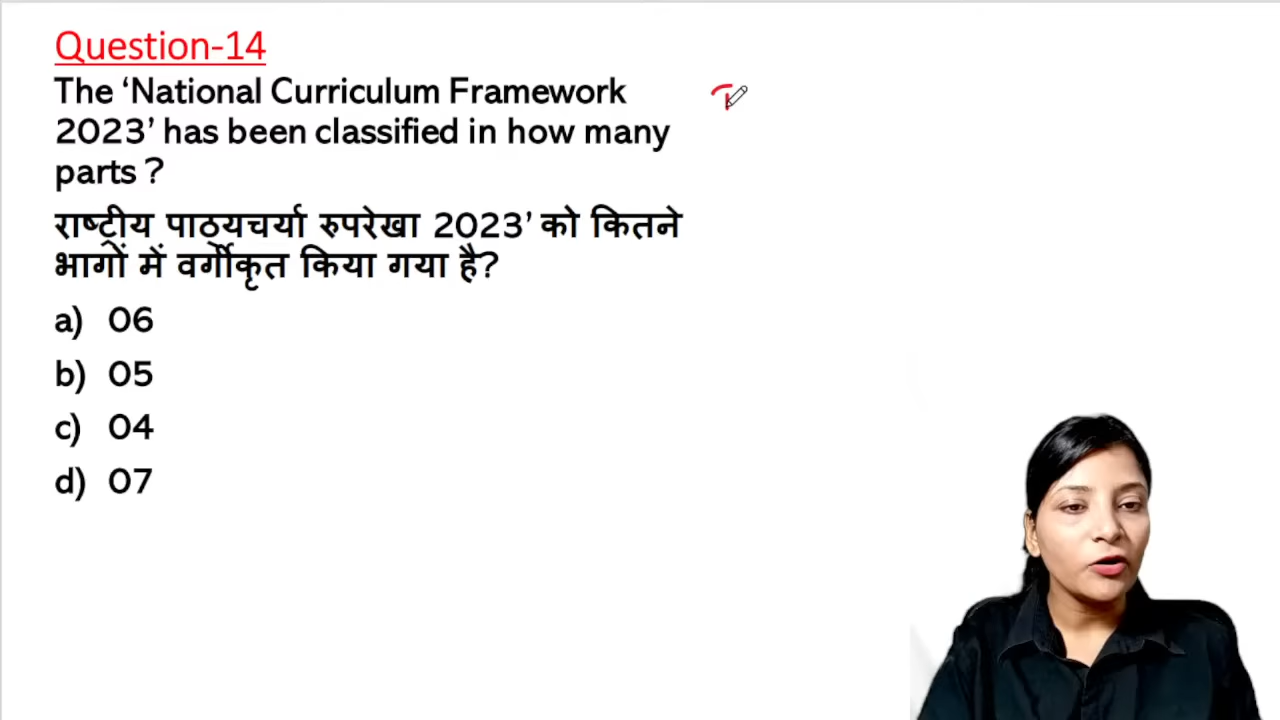 Question-14
The ‘National Curriculum Framework
2023’ has been classified in how many
parts ?
राष्ट्रीय पाठ्यचर्या रुपरेखा 2023’ को कितने
भागों में वर्गीकृत किया गया है?
a) 06
b) 05
c) 04
d) 07